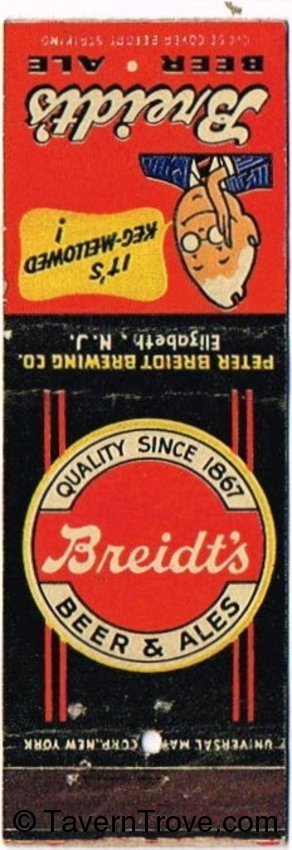 CLOSE COVER BEFORE STRIKING
BEER • ALE
Breidt's
IT'S
KEG-MELLOWED
!
PETER BREIDT BREWING CO.
Elizabeth, N.J.
QUALITY SINCE 1867
Breidt's
BEER & ALES
UNIVERSAL MATCH CORP. NEW YORK
© TavernTrove.com